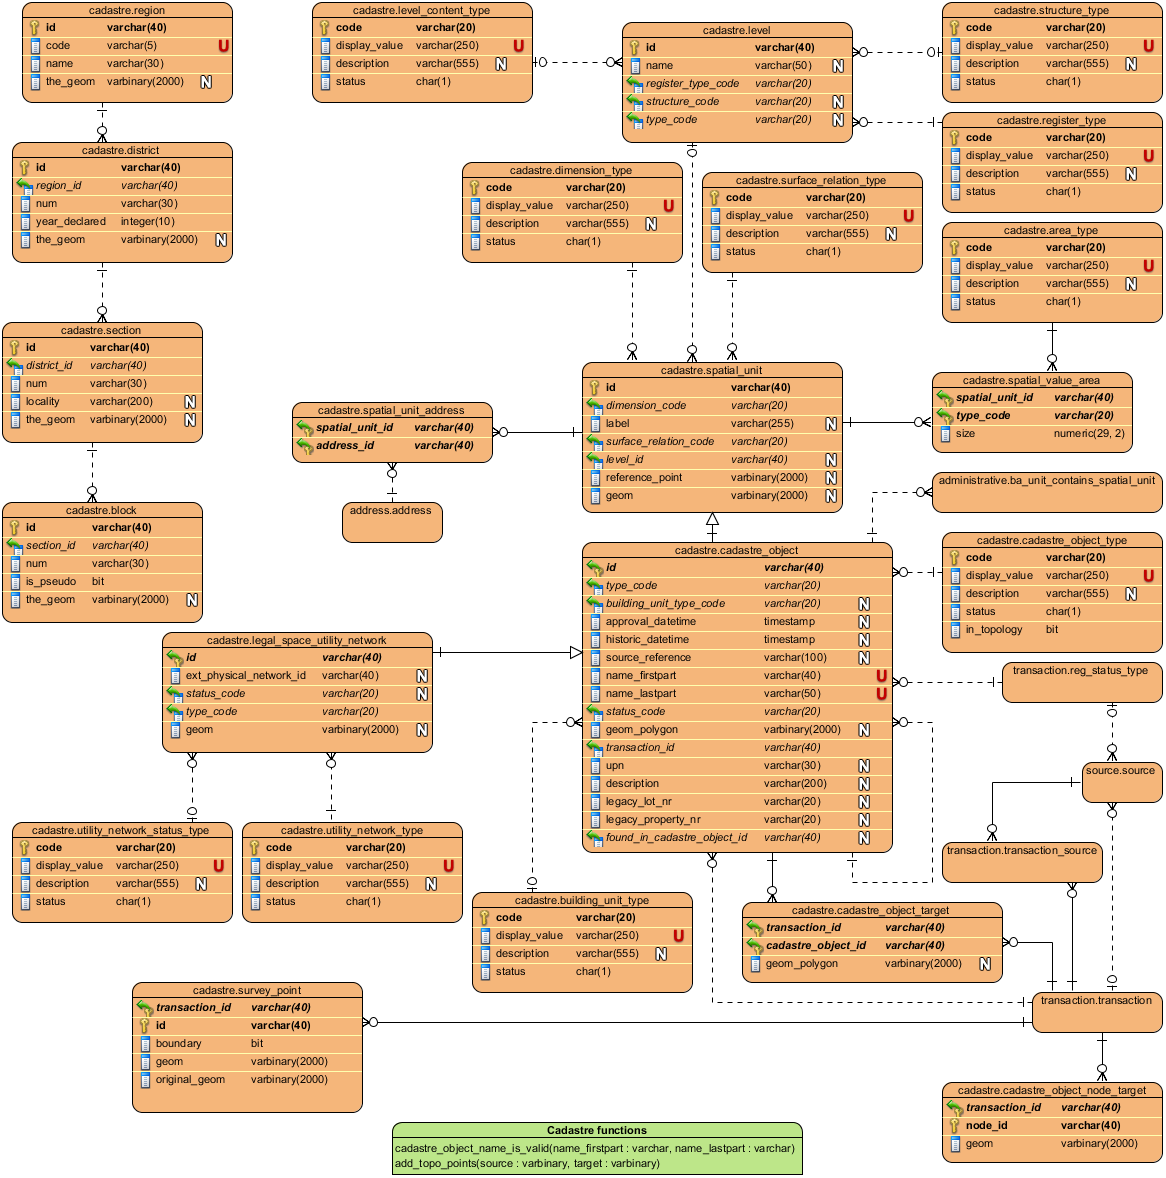 cadastre.region
id varchar(40)
code varchar(5) U
name varchar(30)
the_geom varbinary(2000) N
cadastre.level_content_type
code varchar(20)
display_value varchar(250) U
description varchar(555) N
status char(1)
cadastre.level
id varchar(40)
name varchar(50) N
register_type_code varchar(20)
structure_code varchar(20) N
type_code varchar(20) N
cadastre.structure_type
code varchar(20)
display_value varchar(250) U
description varchar(555) N
status char(1)
cadastre.register_type
code varchar(20)
display_value varchar(250) U
description varchar(555) N
status char(1)
cadastre.district
id varchar(40)
region_id varchar(40)
num varchar(30)
year_declared integer(10)
the_geom varbinary(2000) N
cadastre.dimension_type
code varchar(20)
display_value varchar(250) U
description varchar(555) N
status char(1)
cadastre.surface_relation_type
code varchar(20)
display_value varchar(250) U
description varchar(555) N
status char(1)
cadastre.area_type
code varchar(20)
display_value varchar(250) U
description varchar(555) N
status char(1)
cadastre.section
id varchar(40)
district_id varchar(40)
num varchar(30)
locality varchar(200) N
the_geom varbinary(2000) N
cadastre.spatial_unit
id varchar(40)
dimension_code varchar(20)
label varchar(255) N
surface_relation_code varchar(20)
level_id varchar(40) N
reference_point varbinary(2000) N
geom varbinary(2000) N
cadastre.spatial_value_area
spatial_unit_id varchar(40)
type_code varchar(20)
size numeric(29, 2)
cadastre.spatial_unit_address
spatial_unit_id varchar(40)
address_id varchar(40)
address.address
administrative.ba_unit_contains_spatial_unit
cadastre.block
id varchar(40)
section_id varchar(40)
num varchar(30)
is_pseudo bit
the_geom varbinary(2000) N
cadastre.cadastre_object
id varchar(40)
type_code varchar(20)
building_unit_type_code varchar(20) N
approval_datetime timestamp N
historic_datetime timestamp N
source_reference varchar(100) N
name_firstpart varchar(40) U
name_lastpart varchar(50) U
status_code varchar(20)
geom_polygon varbinary(2000) N
transaction_id varchar(40)
upn varchar(30) N
description varchar(200) N
legacy_lot_nr varchar(20) N
legacy_property_nr varchar(20) N
found_in_cadastre_object_id varchar(40) N
cadastre.cadastre_object_type
code varchar(20)
display_value varchar(250) U
description varchar(555) N
status char(1)
in_topology bit
cadastre.legal_space_utility_network
id varchar(40)
ext_physical_network_id varchar(40) N
status_code varchar(20) N
type_code varchar(20)
geom varbinary(2000) N
transaction.reg_status_type
source.source
transaction.transaction_source
cadastre.utility_network_status_type
code varchar(20)
display_value varchar(250) U
description varchar(555) N
status char(1)
cadastre.utility_network_type
code varchar(20)
display_value varchar(250) U
description varchar(555) N
status char(1)
cadastre.building_unit_type
code varchar(20)
display_value varchar(250) U
description varchar(555) N
status char(1)
cadastre.cadastre_object_target
transaction_id varchar(40)
cadastre_object_id varchar(40)
geom_polygon varbinary(2000) N
cadastre.survey_point
transaction_id varchar(40)
id varchar(40)
boundary bit
geom varbinary(2000)
original_geom varbinary(2000)
transaction.transaction
cadastre.cadastre_object_node_target
transaction_id varchar(40)
node_id varchar(40)
geom varbinary(2000)
Cadastre functions
cadastre_object_name_is_valid(name_firstpart : varchar, name_lastpart : varchar)
add_topo_points(source : varbinary, target : varbinary)